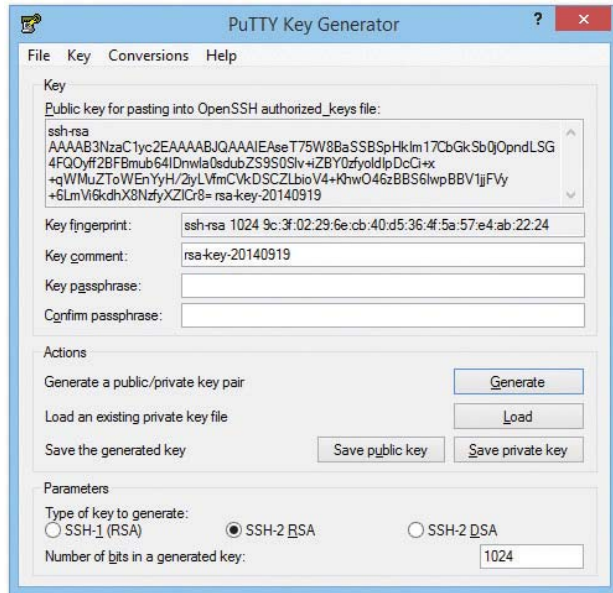 PuTTY Key Generator
?
×
File Key Conversions Help
Key
Public key for pasting into OpenSSH authorized_keys file:
ssh-rsa
AAAAB3NzaC1yc2EAAAABJQAAAIEAseT75W8BaSSBSpHkIm17CbGkSb0jOpndLSG
4FQOyff2BFBmub64IDnwIa0sdubZS9S0Slv+iZBY0zfyoIdIpDcCi+x
+qWMuZToWEnYyH/2iyLVfmCVkDSCZLbioV4+KhwO46zBBS6IwpBBV1jjFVy
+6LmVi6kdhX8NzfyXZICr8= rsa-key-20140919
Key fingerprint: ssh-rsa 1024 9c:3f:02:29:6e:cb:40:d5:36:4f:5a:57:e4:ab:22:24
Key comment: rsa-key-20140919
Key passphrase:
Confirm passphrase:
Actions
Generate a public/private key pair Generate
Load an existing private key file Load
Save the generated key Save public key Save private key
Parameters
Type of key to generate:
SSH-1 (RSA) SSH-2 RSA SSH-2 DSA
Number of bits in a generated key: 1024